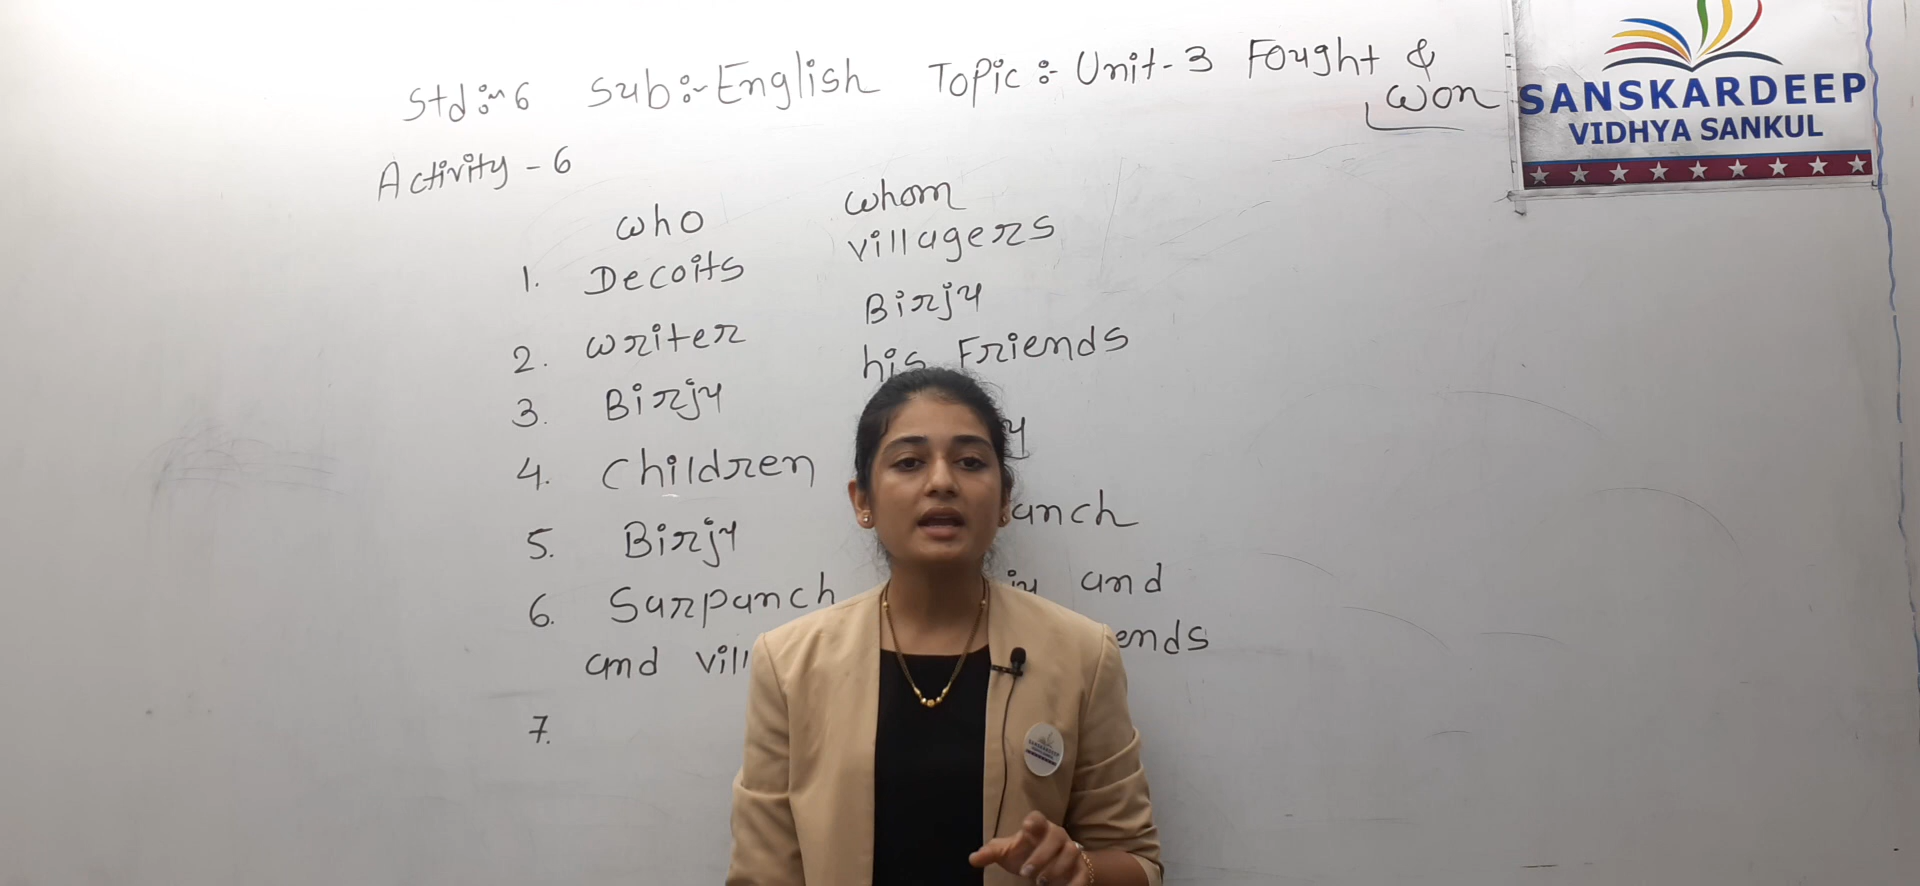 Std :- 6 Sub :- English Topic :- Unit - 3 Fought &
Won
SANSKARDEEP
VIDHYA SANKUL
Activity - 6
who whom
1. Decoits villagers
2. writer Birju
3. Birju his Friends
4. Children
5. Birju
6. Sarpanch and
and
7.